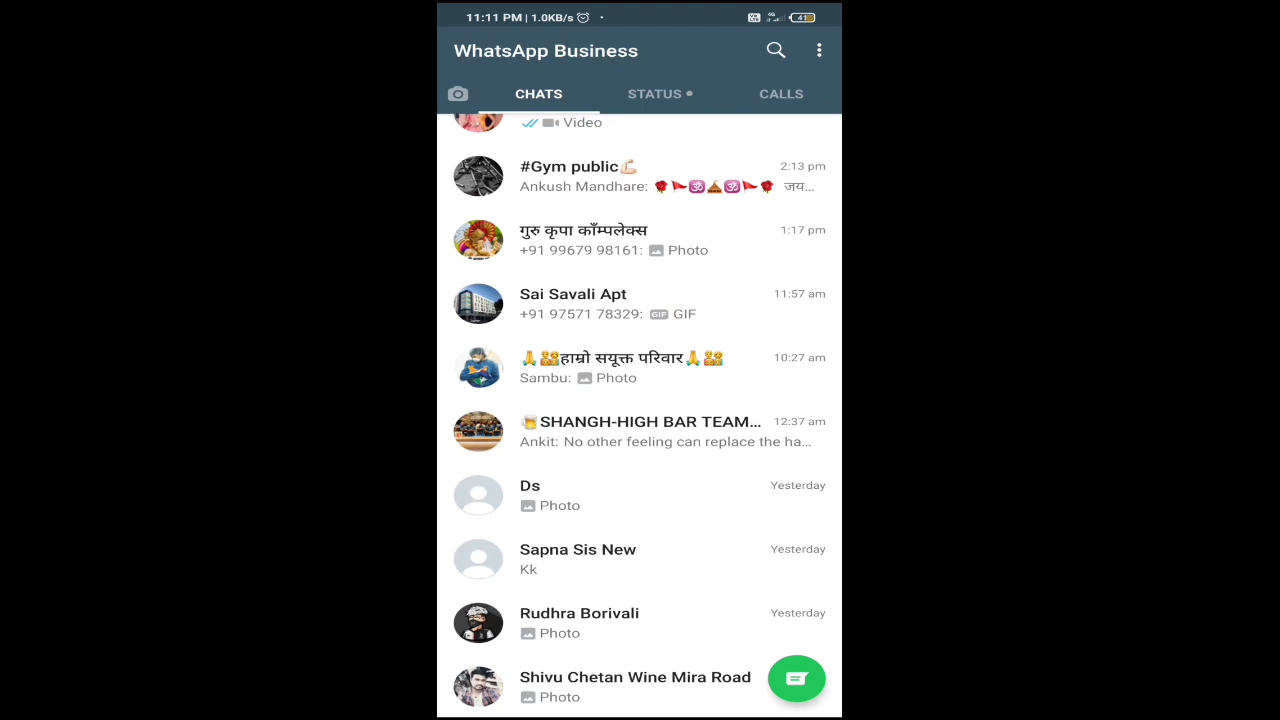 11:11 PM | 1.0KB/s
41
WhatsApp Business
CHATS
STATUS
CALLS
Video
#Gym public💪🏻
2:13 pm
Ankush Mandhare: 🌹🚩🕉🛕🕉🚩🌹 जय...
गुरु कृपा काँम्पलेक्स
1:17 pm
+91 99679 98161: Photo
Sai Savali Apt
11:57 am
+91 97571 78329: GIF GIF
🙏👨‍👩‍👧‍👦हाम्रो सयूक्त परिवार🙏👨‍👩‍👧‍👦
10:27 am
Sambu: Photo
🍺SHANGH-HIGH BAR TEAM...
12:37 am
Ankit: No other feeling can replace the ha...
Ds
Yesterday
Photo
Sapna Sis New
Yesterday
Kk
Rudhra Borivali
Yesterday
Photo
Shivu Chetan Wine Mira Road
Photo